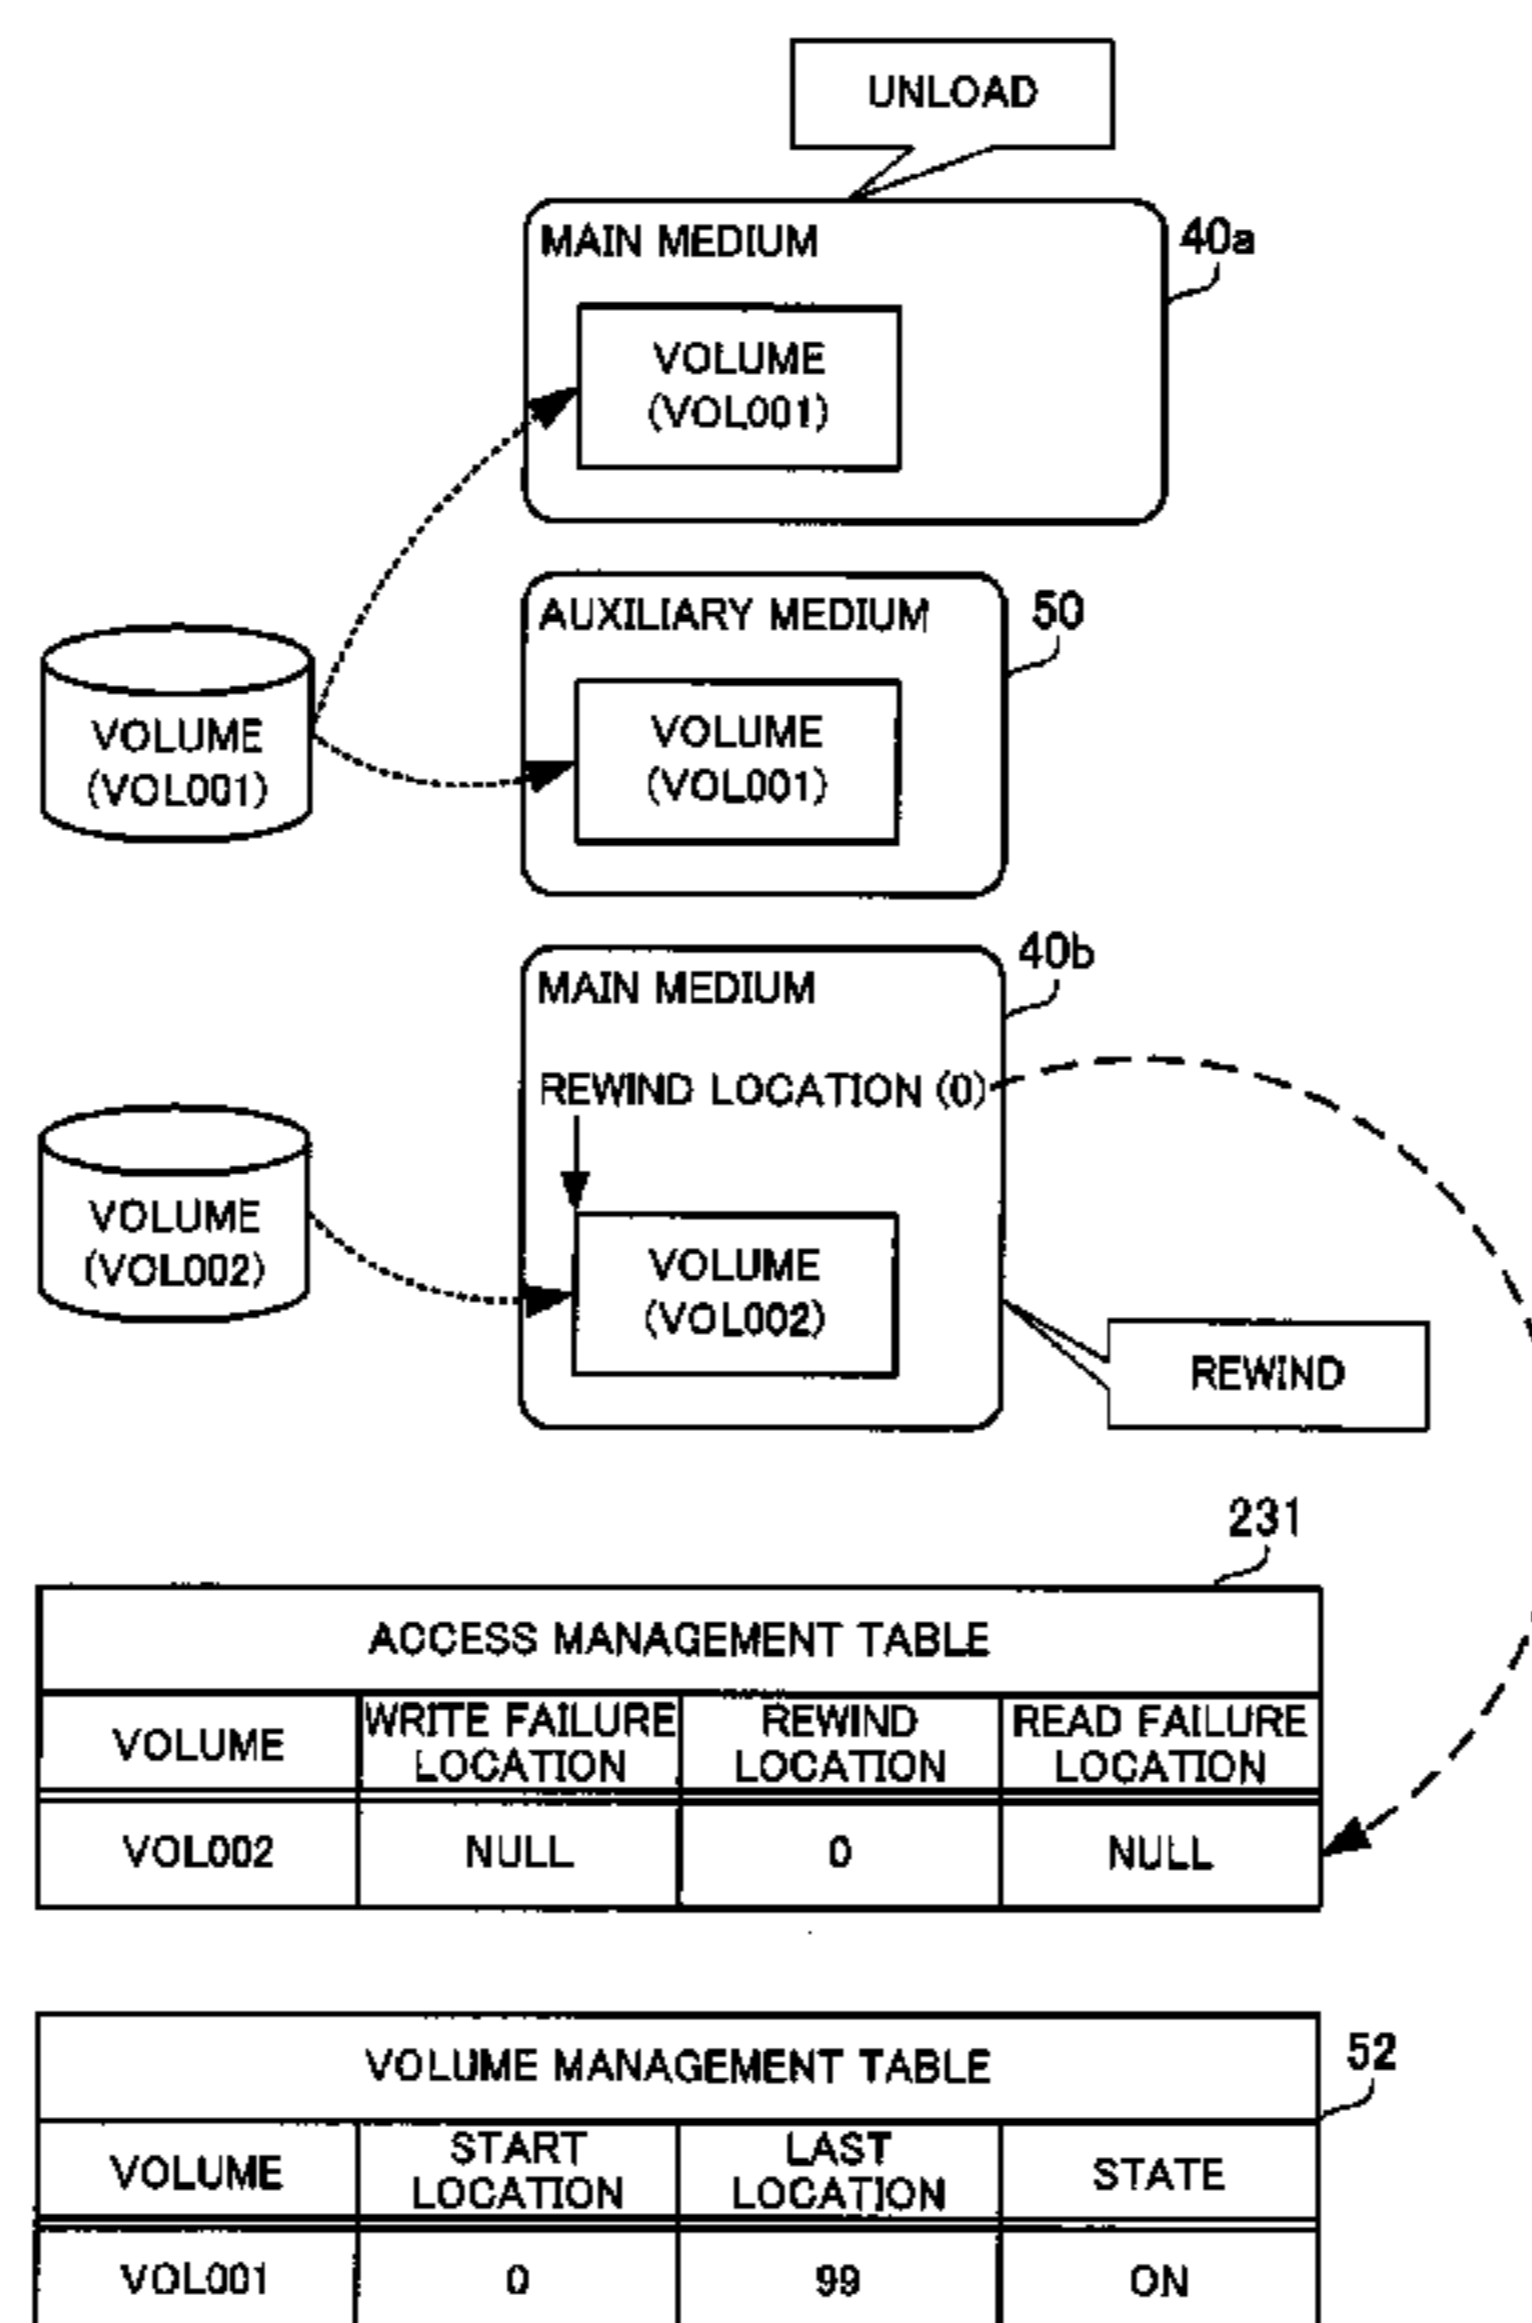 UNLOAD
MAIN MEDIUM
40a
VOLUME
(VOL001)
AUXILIARY MEDIUM
50
VOLUME
(VOL001)
VOLUME
(VOL001)
MAIN MEDIUM
40b
REWIND LOCATION (0)
VOLUME
(VOL002)
VOLUME
(VOL002)
REWIND
231
ACCESS MANAGEMENT TABLE
VOLUME
WRITE FAILURE
LOCATION
REWIND
LOCATION
READ FAILURE
LOCATION
VOL002
NULL
0
NULL
52
VOLUME MANAGEMENT TABLE
VOLUME
START
LOCATION
LAST
LOCATION
STATE
VOL001
0
99
ON